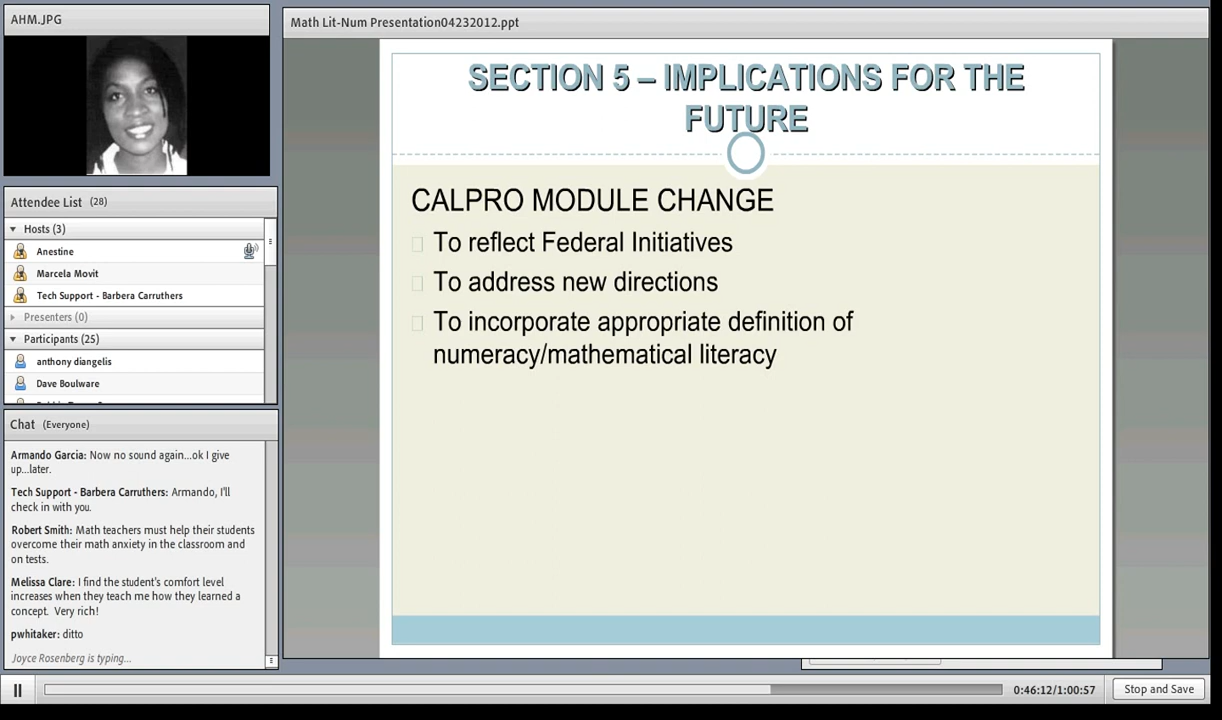 AHM.JPG
Attendee List (28)
Hosts (3)
Anestine
Marcela Movit
Tech Support - Barbera Carruthers
Presenters (0)
Participants (25)
anthony diangelis
Dave Boulware
Chat (Everyone)
Armando Garcia: Now no sound again...ok I give
up...later.
Tech Support - Barbera Carruthers: Armando, I'll
check in with you.
Robert Smith: Math teachers must help their students
overcome their math anxiety in the classroom and
on tests.
Melissa Clare: I find the student's comfort level
increases when they teach me how they learned a
concept. Very rich!
pwhitaker: ditto
Joyce Rosenberg is typing...
Math Lit-Num Presentation04232012.ppt
SECTION 5 – IMPLICATIONS FOR THE
FUTURE
CALPRO MODULE CHANGE
To reflect Federal Initiatives
To address new directions
To incorporate appropriate definition of
numeracy/mathematical literacy
0:46:12/1:00:57
Stop and Save